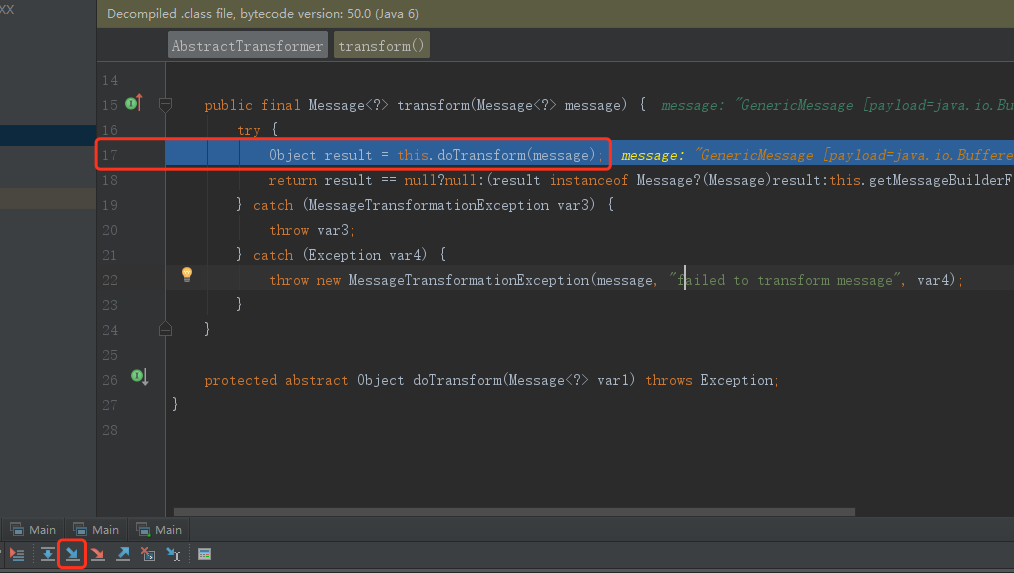 XX
Decompiled .class file, bytecode version: 50.0 (Java 6)
AbstractTransformer transform()
14
15 public final Message<?> transform(Message<?> message) { message: "GenericMessage [payload=java.io.Bu
16 try {
17 Object result = this.doTransform(message); message: "GenericMessage [payload=java.io.Buffere
18 return result == null?null:(result instanceof Message?(Message)result:this.getMessageBuilderF
19 } catch (MessageTransformationException var3) {
20 throw var3;
21 } catch (Exception var4) {
22 throw new MessageTransformationException(message, "failed to transform message", var4);
23 }
24 }
25
26 protected abstract Object doTransform(Message<?> var1) throws Exception;
27 }
28
Main Main Main